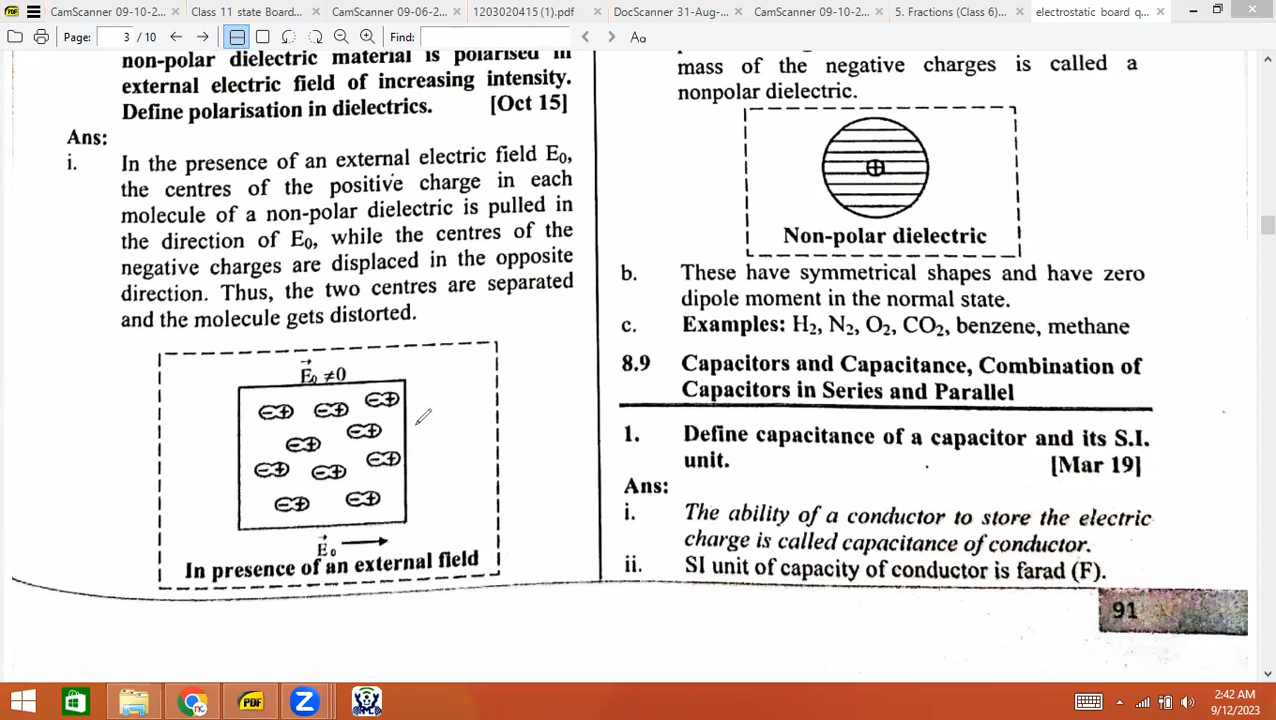 CamScanner 09-10-2...
Class 11 state Board...
CamScanner 09-06-2...
1203020415 (1).pdf
DocScanner 31-Aug-...
CamScanner 09-10-2...
5. Fractions (Class 6)...
electrostatic board q...
Page: 3 / 10
Find:
Aa
non-polar dielectric material is polarised in
external electric field of increasing intensity.
Define polarisation in dielectrics. [Oct 15]
Ans:
i. In the presence of an external electric field E₀,
the centres of the positive charge in each
molecule of a non-polar dielectric is pulled in
the direction of E₀, while the centres of the
negative charges are displaced in the opposite
direction. Thus, the two centres are separated
and the molecule gets distorted.
E₀ ≠0
E₀
In presence of an external field
mass of the negative charges is called a
nonpolar dielectric.
Non-polar dielectric
b. These have symmetrical shapes and have zero
dipole moment in the normal state.
c. Examples: H₂, N₂, O₂, CO₂, benzene, methane
8.9 Capacitors and Capacitance, Combination of
Capacitors in Series and Parallel
1. Define capacitance of a capacitor and its S.I.
unit. [Mar 19]
Ans:
i. The ability of a conductor to store the electric
charge is called capacitance of conductor.
ii. SI unit of capacity of conductor is farad (F).
91
PDF
2:42 AM
9/12/2023